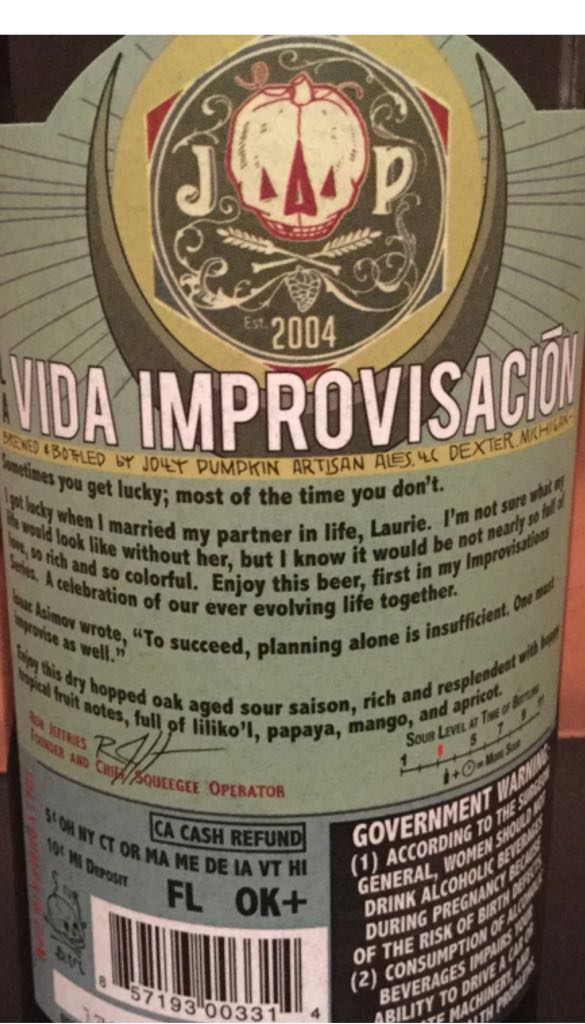 J P
Est. 2004
LA VIDA IMPROVISACIÓN
BREWED & BOTTLED BY JOLLY PUMPKIN ARTISAN ALES, LLC DEXTER, MICHIGAN
Sometimes you get lucky; most of the time you don't.
I got lucky when I married my partner in life, Laurie. I'm not sure what my
life would look like without her, but I know it would be not nearly so full of
love, so rich and so colorful. Enjoy this beer, first in my Improvisations
Series. A celebration of our ever evolving life together.
Isaac Asimov wrote, "To succeed, planning alone is insufficient. One must
improvise as well."
Enjoy this dry hopped oak aged sour saison, rich and resplendent with hoppy
tropical fruit notes, full of liliko'I, papaya, mango, and apricot.
RON JEFFRIES
FOUNDER AND CHIEF SQUEEGEE OPERATOR
SOUR LEVEL AT TIME OF BOTTLING
1 5 7 9 11
+ = MORE SOUR
5¢ OH NY CT OR MA ME DE IA VT HI
10¢ MI DEPOSIT
CA CASH REFUND
FL OK+
8 57193 00331 4
GOVERNMENT WARNING:
(1) ACCORDING TO THE SURGEON
GENERAL, WOMEN SHOULD NOT
DRINK ALCOHOLIC BEVERAGES
DURING PREGNANCY BECAUSE
OF THE RISK OF BIRTH DEFECTS.
(2) CONSUMPTION OF ALCOHOLIC
BEVERAGES IMPAIRS YOUR
ABILITY TO DRIVE A CAR OR
MACHINERY, AND
HEALTH PROBLEMS